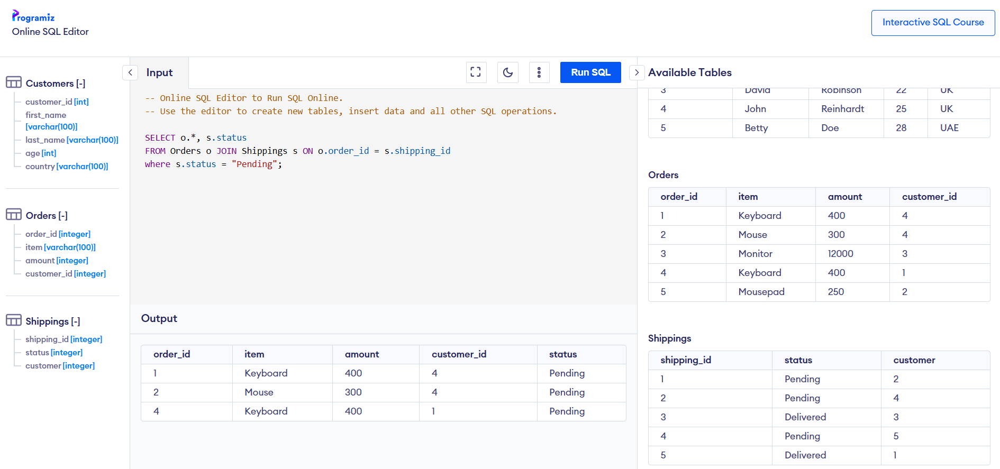 Programiz
Online SQL Editor
Interactive SQL Course
Customers [-]
customer_id [int]
first_name
[varchar(100)]
last_name [varchar(100)]
age [int]
country [varchar(100)]
Orders [-]
order_id [integer]
item [varchar(100)]
amount [integer]
customer_id [integer]
Shippings [-]
shipping_id [integer]
status [integer]
customer [integer]
Input
Run SQL
-- Online SQL Editor to Run SQL Online.
-- Use the editor to create new tables, insert data and all other SQL operations.
SELECT o.*, s.status
FROM Orders o JOIN Shippings s ON o.order_id = s.shipping_id
where s.status = "Pending";
Output
order_id item amount customer_id status
1 Keyboard 400 4 Pending
2 Mouse 300 4 Pending
4 Keyboard 400 1 Pending
Available Tables
3 David Robinson 22 UK
4 John Reinhardt 25 UK
5 Betty Doe 28 UAE
Orders
order_id item amount customer_id
1 Keyboard 400 4
2 Mouse 300 4
3 Monitor 12000 3
4 Keyboard 400 1
5 Mousepad 250 2
Shippings
shipping_id status customer
1 Pending 2
2 Pending 4
3 Delivered 3
4 Pending 5
5 Delivered 1